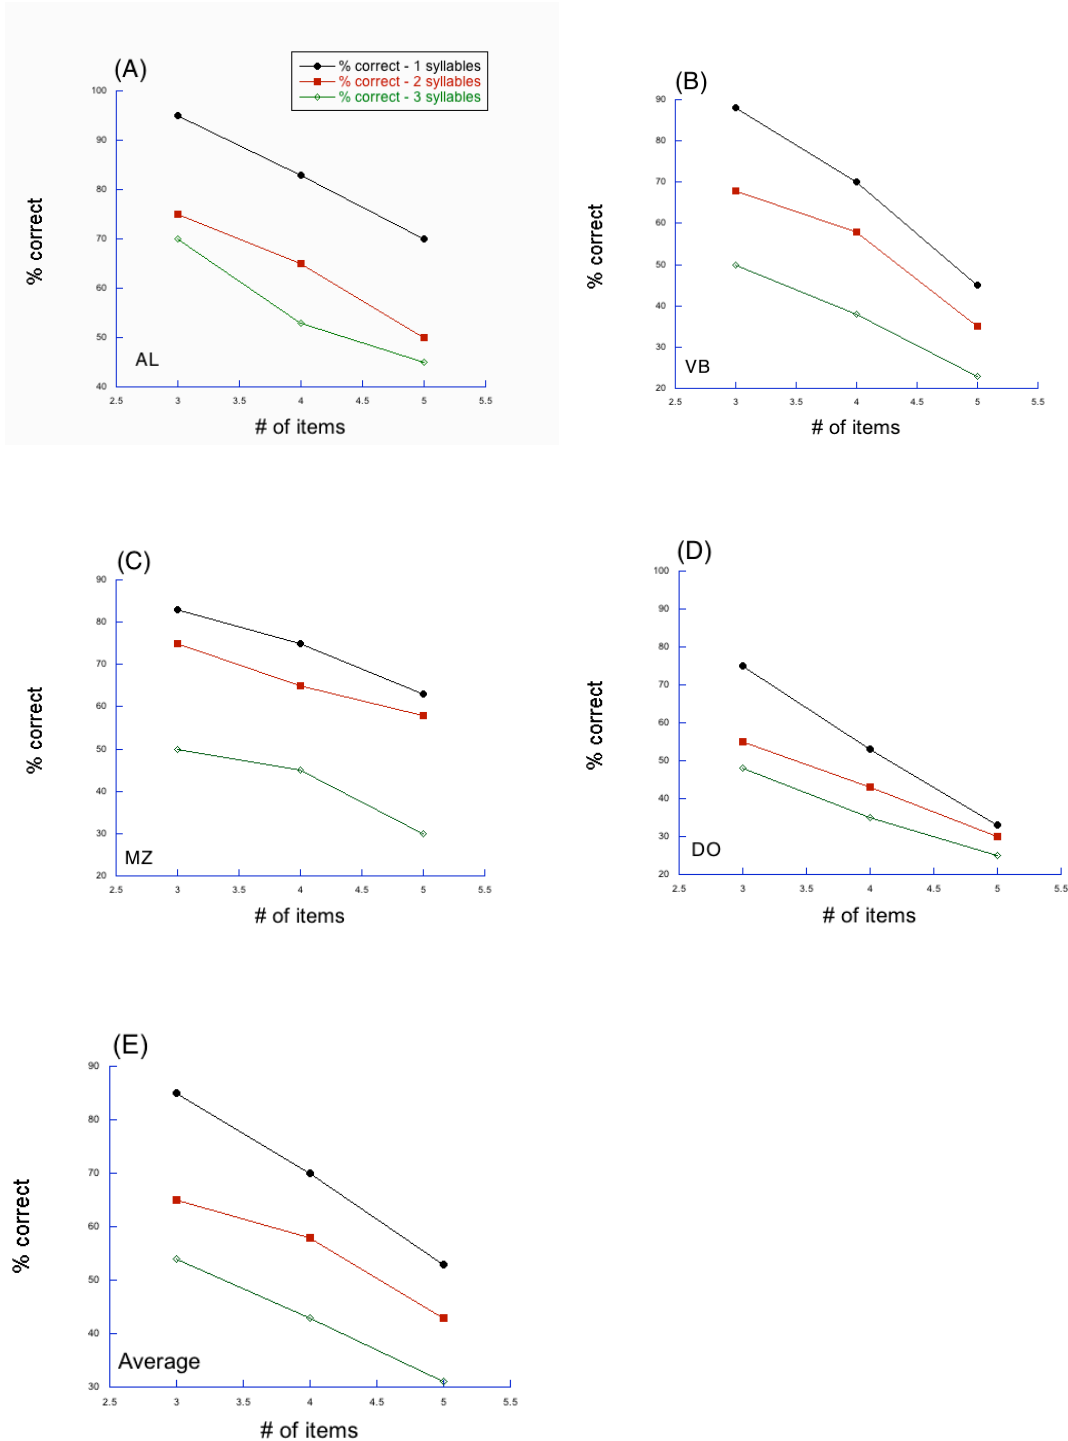 (A)
% correct - 1 syllables
% correct - 2 syllables
% correct - 3 syllables
100
90
80
70
60
50
40
% correct
AL
2.5 3 3.5 4 4.5 5 5.5
# of items
(B)
90
80
70
60
50
40
30
20
% correct
VB
2.5 3 3.5 4 4.5 5 5.5
# of items
(C)
90
80
70
60
50
40
30
20
% correct
MZ
2.5 3 3.5 4 4.5 5 5.5
# of items
(D)
100
90
80
70
60
50
40
30
20
% correct
DO
2.5 3 3.5 4 4.5 5 5.5
# of items
(E)
90
80
70
60
50
40
30
% correct
Average
2.5 3 3.5 4 4.5 5 5.5
# of items